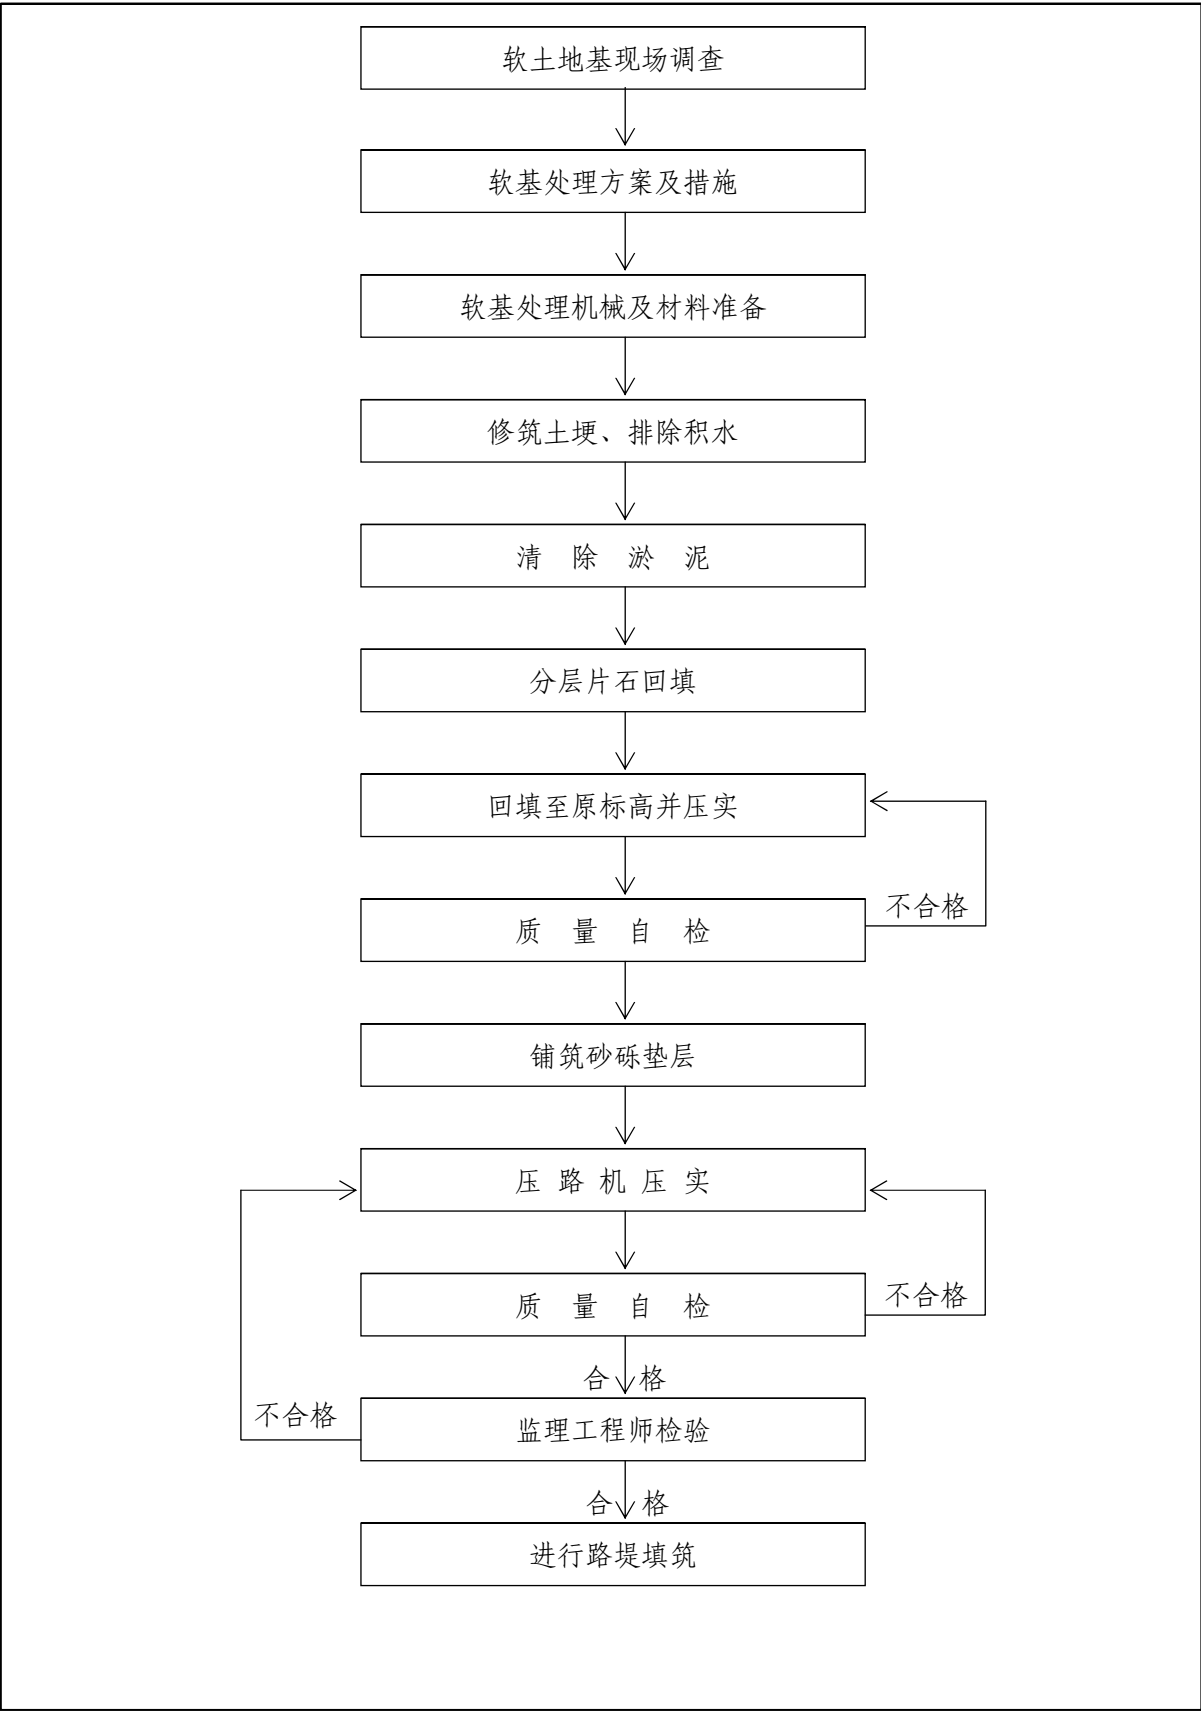 软土地基现场调查
软基处理方案及措施
软基处理机械及材料准备
修筑土埂、排除积水
清 除 淤 泥
分层片石回填
回填至原标高并压实
不合格
质 量 自 检
铺筑砂砾垫层
压 路 机 压 实
质 量 自 检
不合格
合 格
不合格
监理工程师检验
合 格
进行路堤填筑